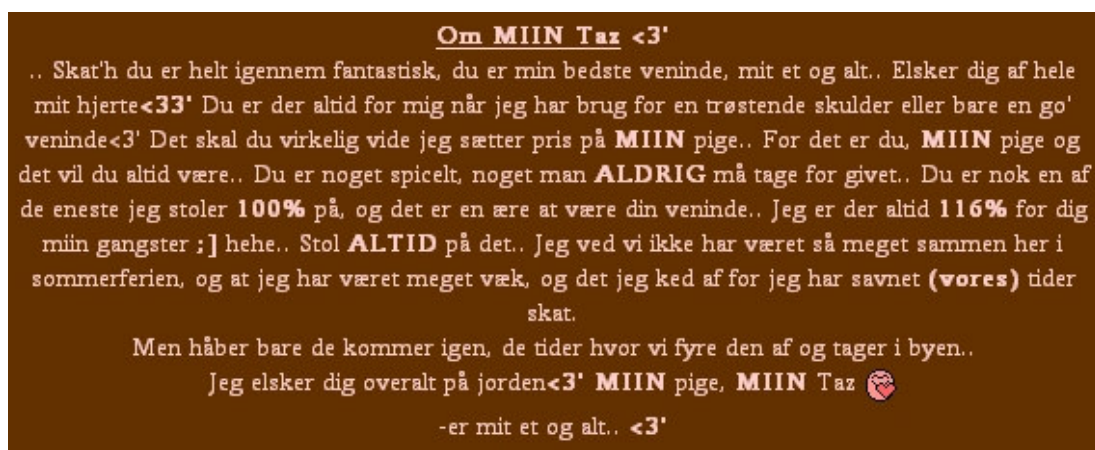 Om MIIN Taz <3'
.. Skat'h du er helt igennem fantastisk, du er min bedste veninde, mit et og alt.. Elsker dig af hele
mit hjerte<33' Du er der altid for mig når jeg har brug for en trøstende skulder eller bare en go'
veninde<3' Det skal du virkelig vide jeg sætter pris på MIIN pige.. For det er du, MIIN pige og
det vil du altid være.. Du er noget spicelt, noget man ALDRIG må tage for givet.. Du er nok en af
de eneste jeg stoler 100% på, og det er en ære at være din veninde.. Jeg er der altid 116% for dig
miin gangster ;] hehe.. Stol ALTID på det.. Jeg ved vi ikke har været så meget sammen her i
sommerferien, og at jeg har været meget væk, og det jeg ked af for jeg har savnet (vores) tider
skat.
Men håber bare de kommer igen, de tider hvor vi fyre den af og tager i byen..
Jeg elsker dig overalt på jorden<3' MIIN pige, MIIN Taz
-er mit et og alt.. <3'